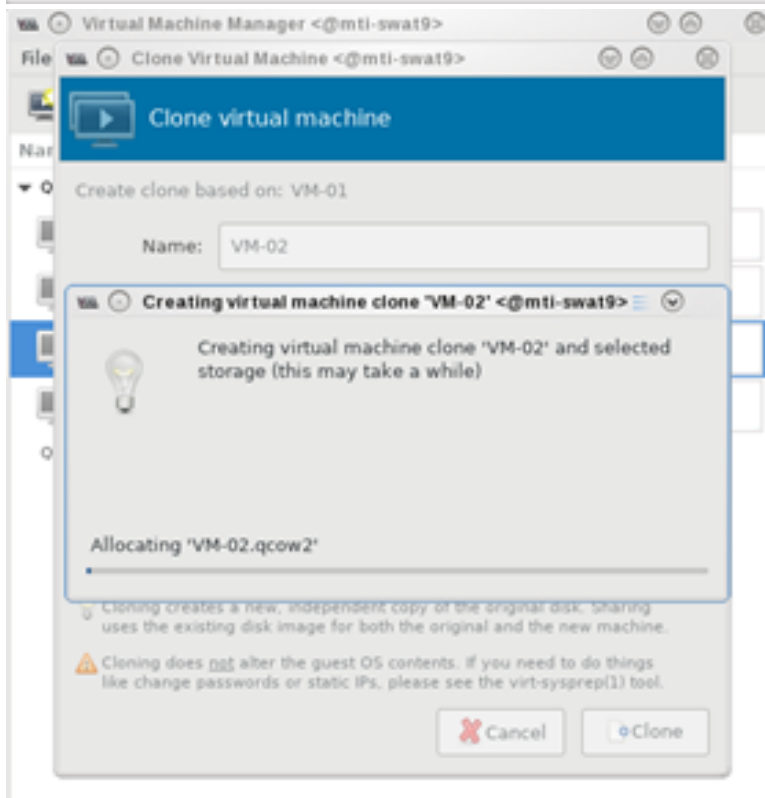 Virtual Machine Manager <@mti-swat9>
File
Clone Virtual Machine <@mti-swat9>
Clone virtual machine
Nar
Create clone based on: VM-01
Name: VM-02
Creating virtual machine clone 'VM-02' <@mti-swat9>
Creating virtual machine clone 'VM-02' and selected
storage (this may take a while)
Allocating 'VM-02.qcow2'
Cloning creates a new, independent copy of the original disk. Sharing
uses the existing disk image for both the original and the new machine.
Cloning does not alter the guest OS contents. If you need to do things
like change passwords or static IPs, please see the virt-sysprep(1) tool.
Cancel
Clone